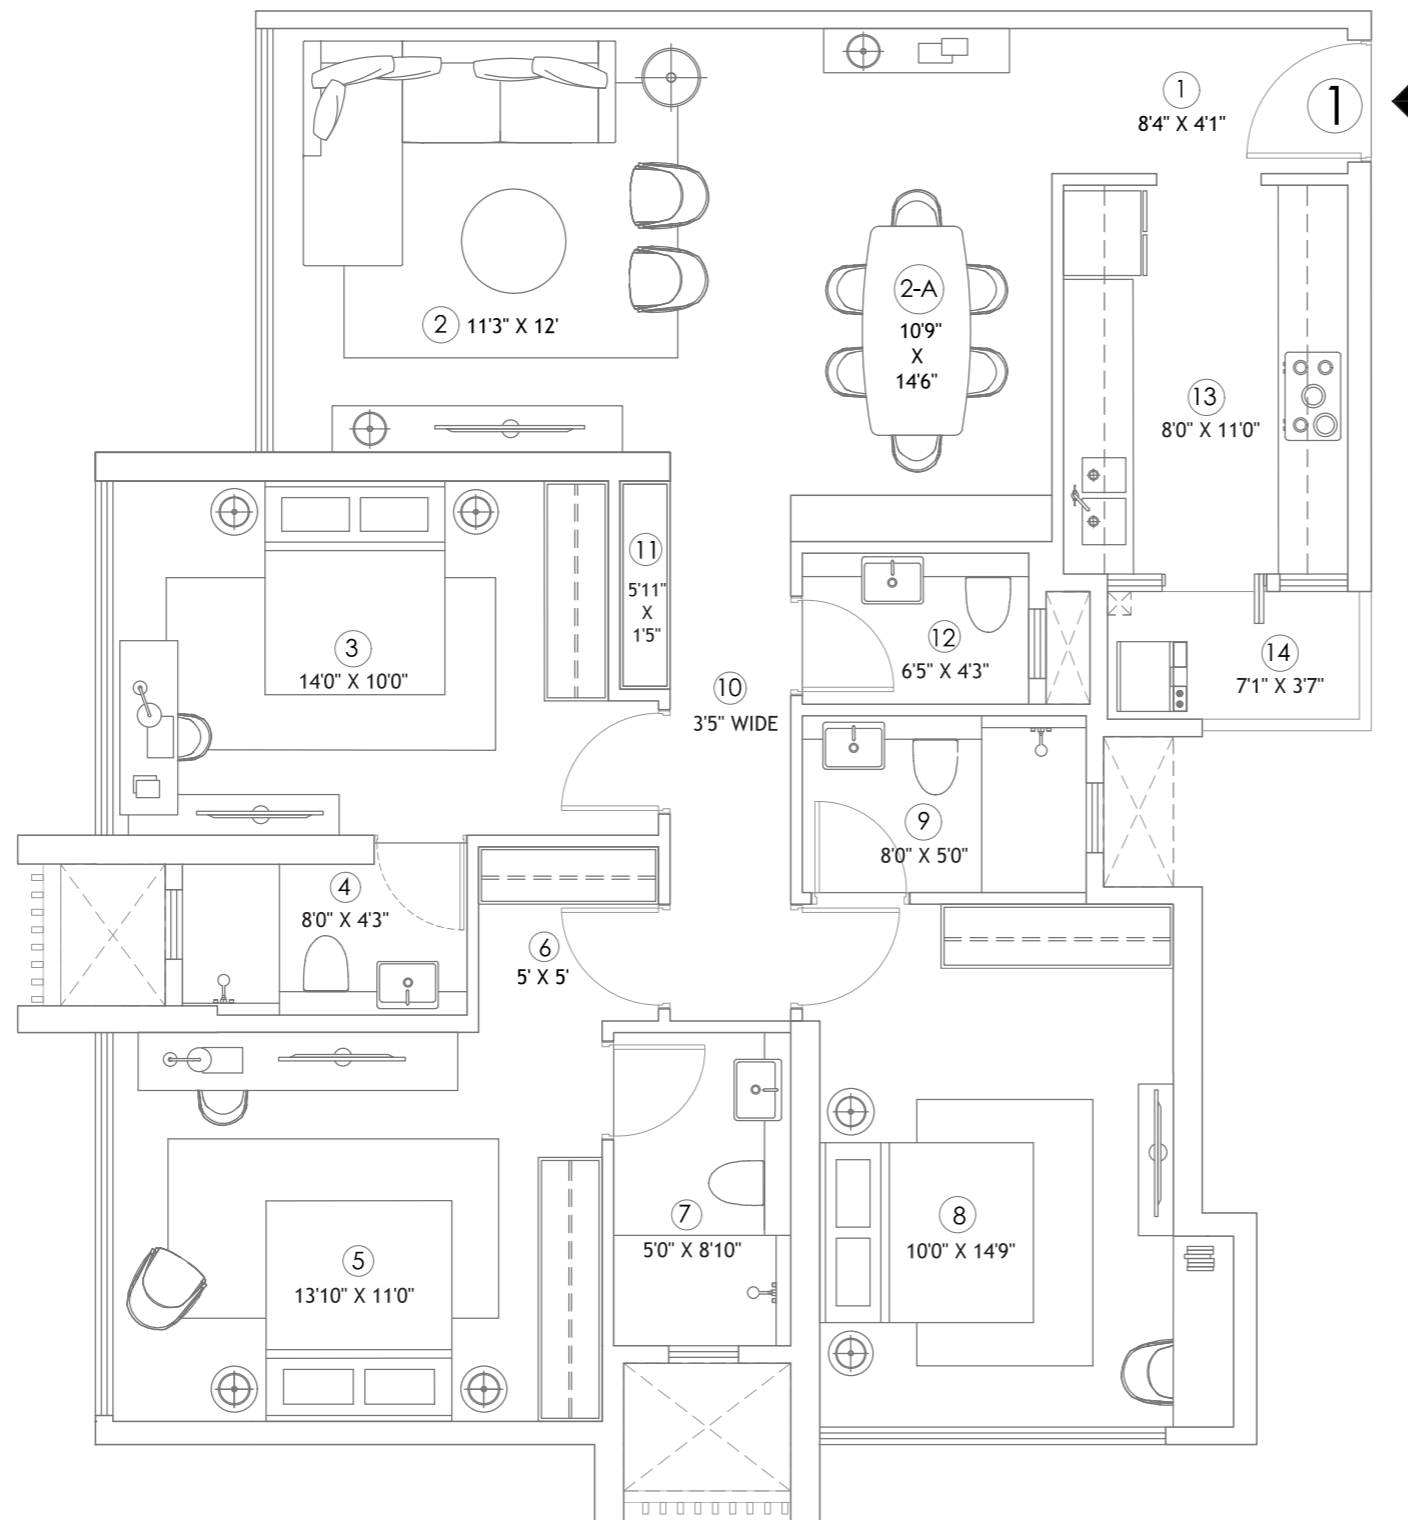 1
8'4" X 4'1"
1
2 11'3" X 12'
2-A
10'9"
X
14'6"
13
8'0" X 11'0"
11
5'11"
X
1'5"
3
14'0" X 10'0"
12
6'5" X 4'3"
14
7'1" X 3'7"
10
3'5" WIDE
9
8'0" X 5'0"
4
8'0" X 4'3"
6
5' X 5'
7
5'0" X 8'10"
8
10'0" X 14'9"
5
13'10" X 11'0"